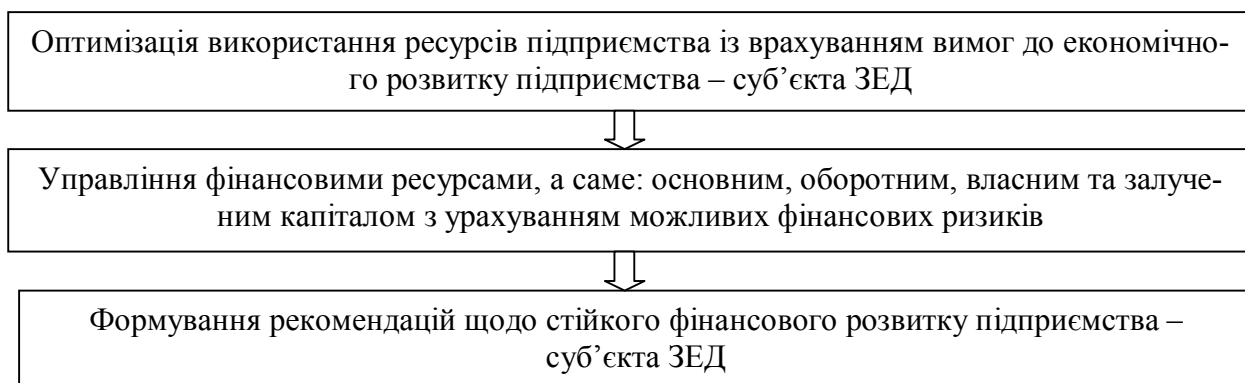 Оптимізація використання ресурсів підприємства із врахуванням вимог до економічно-
го розвитку підприємства – суб’єкта ЗЕД
Управління фінансовими ресурсами, а саме: основним, оборотним, власним та залуче-
ним капіталом з урахуванням можливих фінансових ризиків
Формування рекомендацій щодо стійкого фінансового розвитку підприємства –
суб’єкта ЗЕД